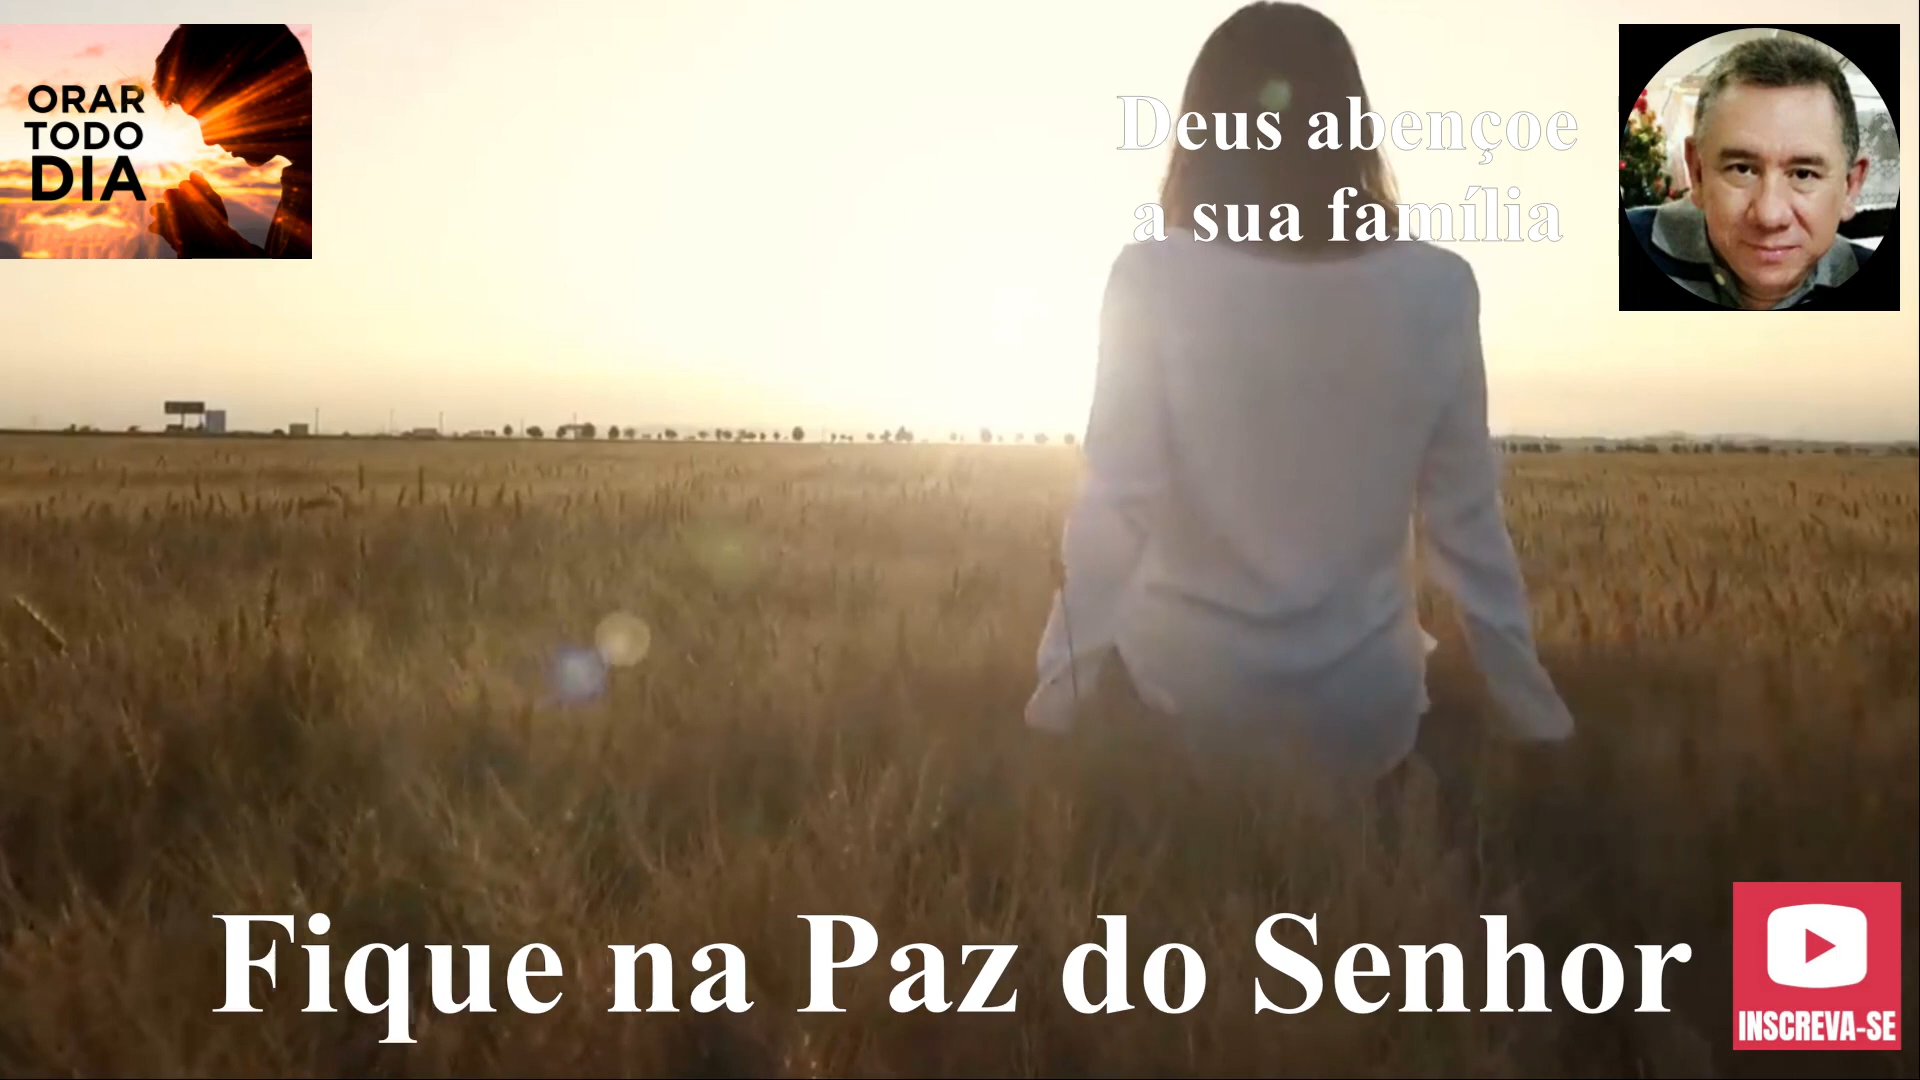 ORAR
TODO
DIA
Deus abençoe
a sua família
Fique na Paz do Senhor
INSCREVA-SE